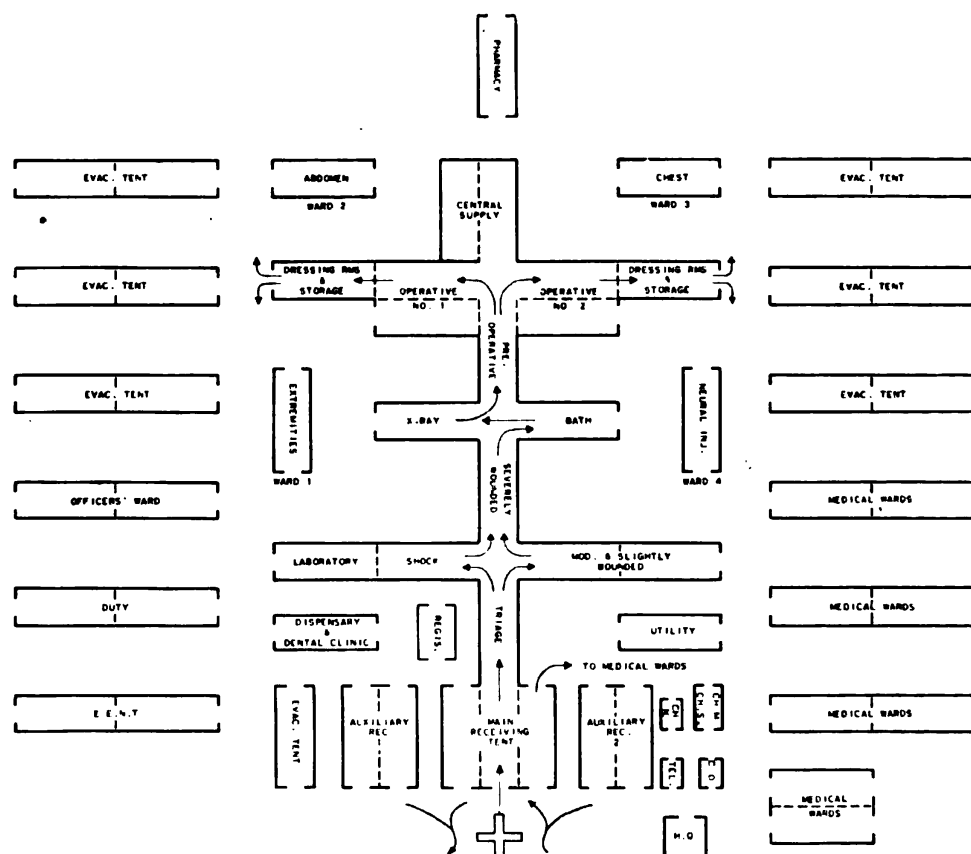 PHARMACY
EVAC. TENT
ABDOMEN
WARD 2
CENTRAL
SUPPLY
CHEST
WARD 3
EVAC. TENT
EVAC. TENT
DRESSING RMS
&
STORAGE
OPERATIVE
NO. 1
OPERATIVE
NO. 2
DRESSING RMS
&
STORAGE
EVAC. TENT
PRE.
OPERATIVE
EVAC. TENT
EXTREMITIES
WARD 1
X-RAY
BATH
NEURAL INJ.
WARD 4
EVAC. TENT
SEVERELY
WOUNDED
OFFICERS' WARD
MEDICAL WARDS
LABORATORY
SHOCK
MOD. & SLIGHTLY
WOUNDED
DUTY
DISPENSARY
&
DENTAL CLINIC
REGIS.
TRIAGE
UTILITY
MEDICAL WARDS
TO MEDICAL WARDS
E.E.N.T
EVAC. TENT
AUXILIARY
REC
MAIN
RECEIVING
TENT
AUXILIARY
REC.
2
CH.M
CH.S.
MEDICAL WARDS
TEL.
MEDICAL
WARDS
H.Q